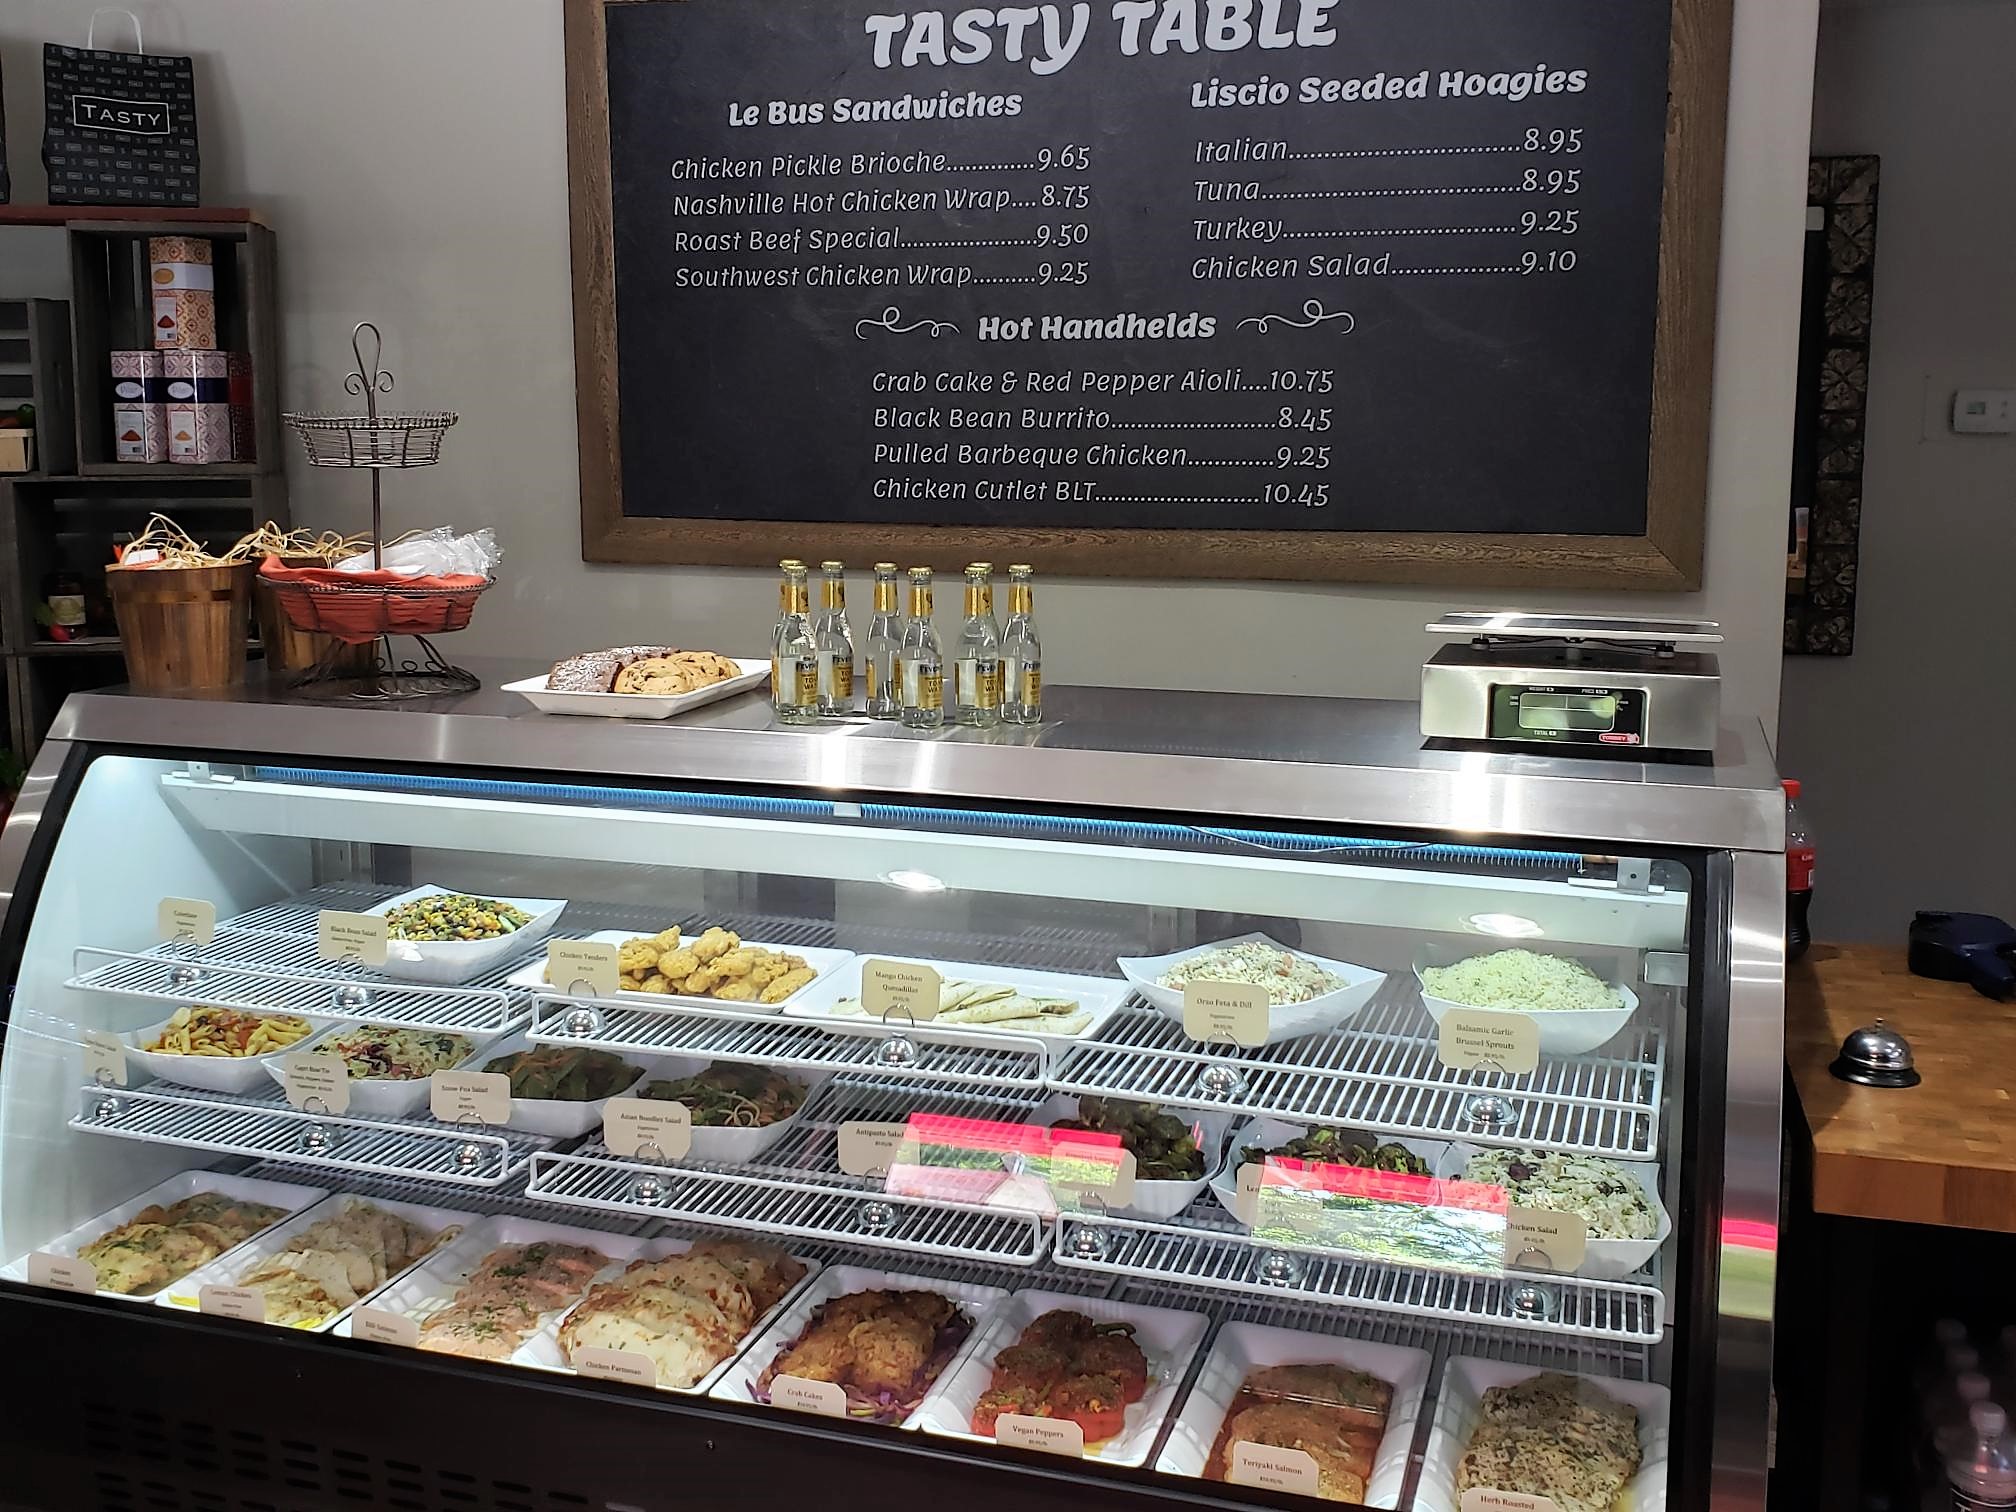 TASTY
TASTY TABLE
Le Bus Sandwiches
Chicken Pickle Brioche.............9.65
Nashville Hot Chicken Wrap....8.75
Roast Beef Special......................9.50
Southwest Chicken Wrap.........9.25
Liscio Seeded Hoagies
Italian..................................8.95
Tuna......................................8.95
Turkey..................................9.25
Chicken Salad...................9.10
Hot Handhelds
Crab Cake & Red Pepper Aioli....10.75
Black Bean Burrito.......................8.45
Pulled Barbeque Chicken.............9.25
Chicken Cutlet BLT.........................10.45
Coleslaw
Black Bean Salad
Chicken Tenders
Mango Chicken
Quesadillas
Orzo Feta & Dill
Balsamic Garlic
Brussel Sprouts
Snow Pea Salad
Asian Noodles Salad
Antipasto Salad
Chicken Salad
Chicken
Lemon Chicken
Dill Salmon
Chicken Parmesan
Crab Cakes
Vegan Peppers
Teriyaki Salmon
Herb Roasted